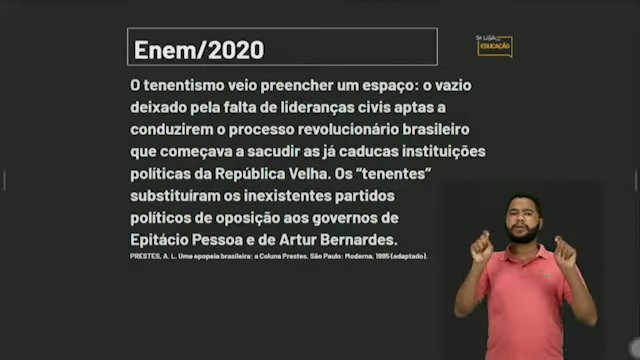 Enem/2020
Se LIGA na
EDUCAÇÃO
O tenentismo veio preencher um espaço: o vazio
deixado pela falta de lideranças civis aptas a
conduzirem o processo revolucionário brasileiro
que começava a sacudir as já caducas instituições
políticas da República Velha. Os “tenentes”
substituíram os inexistentes partidos
políticos de oposição aos governos de
Epitácio Pessoa e de Artur Bernardes.
PRESTES, A. L. Uma epopeia brasileira: a Coluna Prestes. São Paulo: Moderna, 1995 (adaptado).